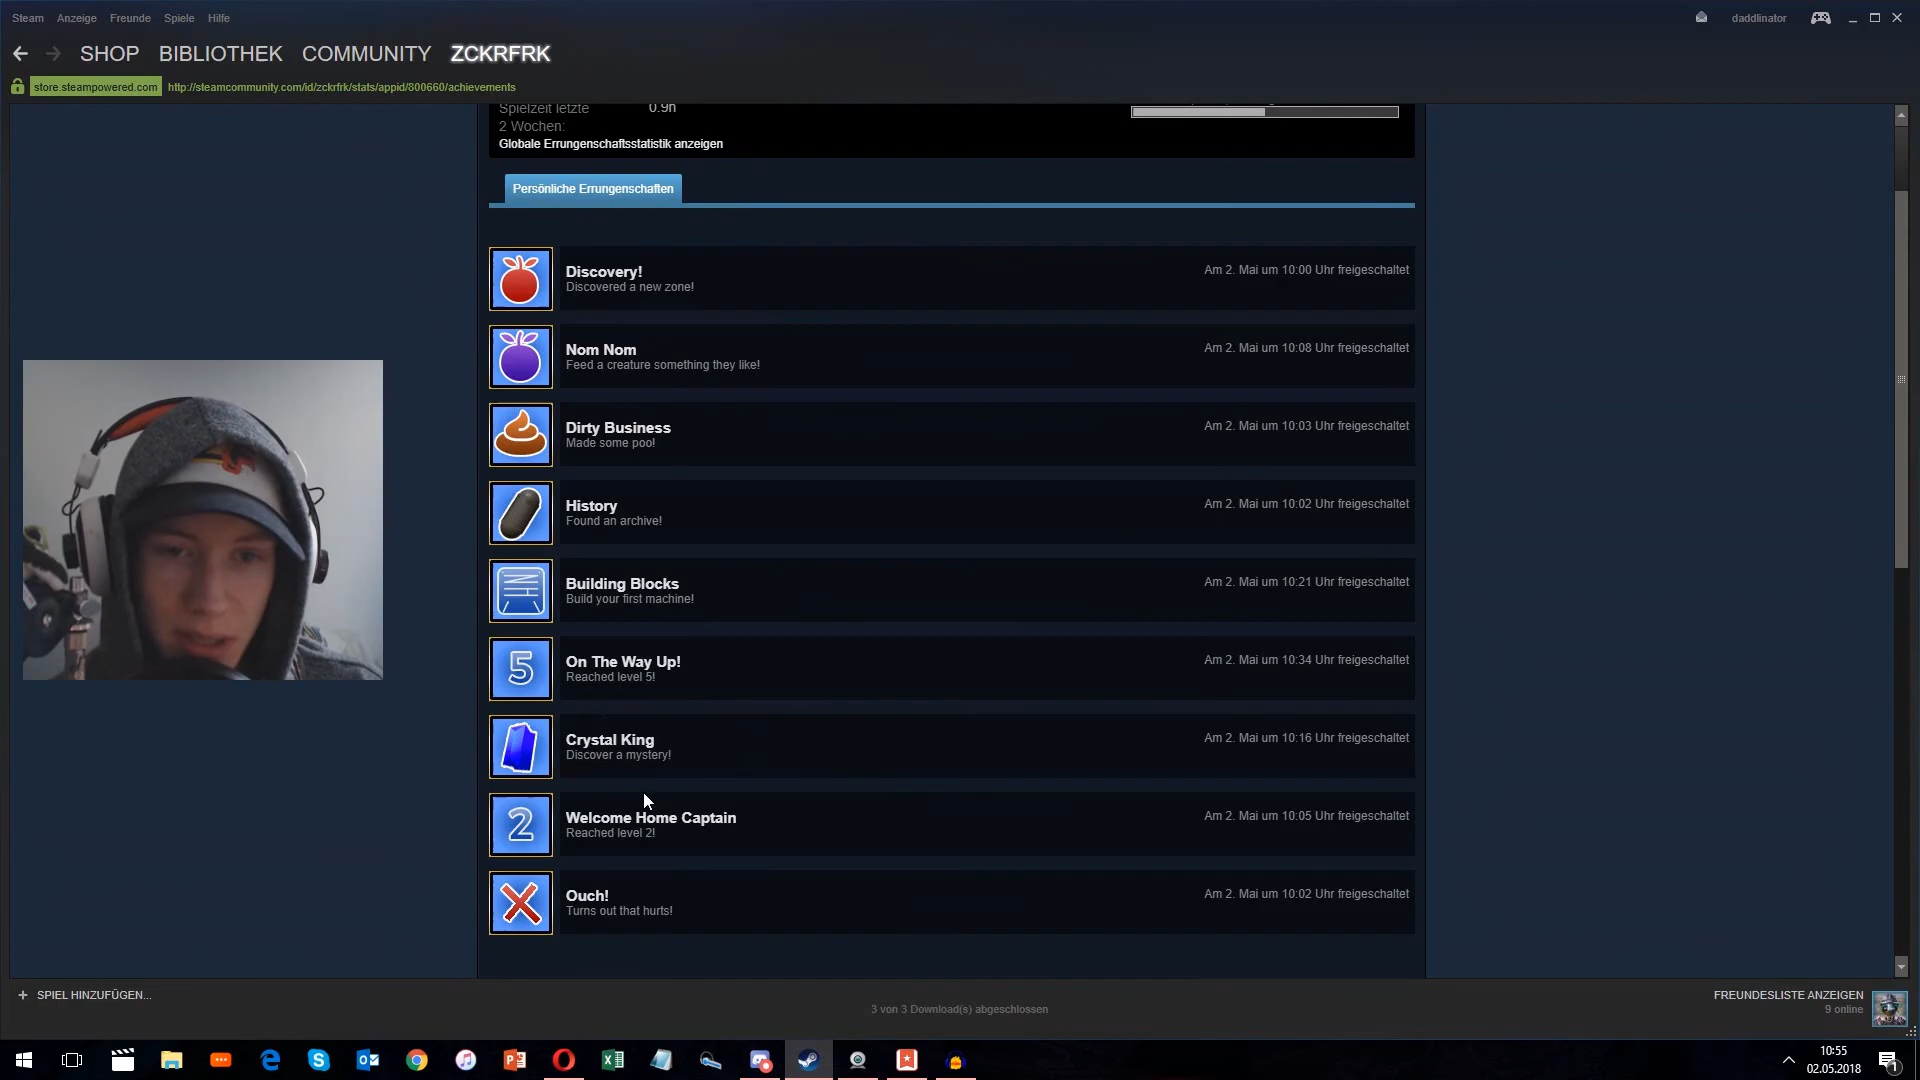 Steam Anzeige Freunde Spiele Hilfe
daddlinator
SHOP BIBLIOTHEK COMMUNITY ZCKRFRK
store.steampowered.com http://steamcommunity.com/id/zckrfrk/stats/appid/800660/achievements
Spielzeit letzte 0.9h
2 Wochen:
Globale Errungenschaftsstatistik anzeigen
Persönliche Errungenschaften
Discovery!
Am 2. Mai um 10:00 Uhr freigeschaltet
Discovered a new zone!
Nom Nom
Am 2. Mai um 10:08 Uhr freigeschaltet
Feed a creature something they like!
Dirty Business
Am 2. Mai um 10:03 Uhr freigeschaltet
Made some poo!
History
Am 2. Mai um 10:02 Uhr freigeschaltet
Found an archive!
Building Blocks
Am 2. Mai um 10:21 Uhr freigeschaltet
Build your first machine!
5
On The Way Up!
Am 2. Mai um 10:34 Uhr freigeschaltet
Reached level 5!
Crystal King
Am 2. Mai um 10:16 Uhr freigeschaltet
Discover a mystery!
2
Welcome Home Captain
Am 2. Mai um 10:05 Uhr freigeschaltet
Reached level 2!
Ouch!
Am 2. Mai um 10:02 Uhr freigeschaltet
Turns out that hurts!
+ SPIEL HINZUFÜGEN...
3 von 3 Download(s) abgeschlossen
FREUNDESLISTE ANZEIGEN
9 online
10:55
02.05.2018
1